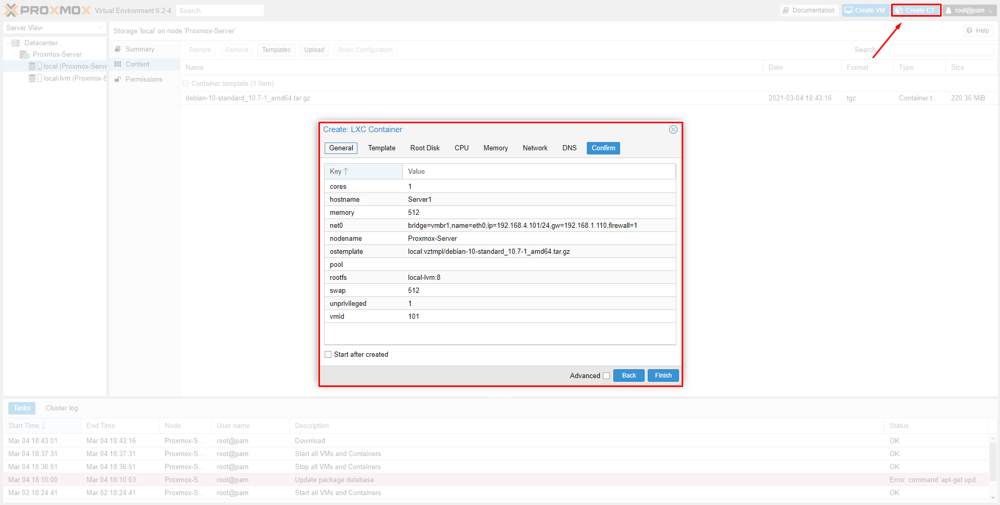 PROXMOX Virtual Environment 6.2-4 Search Documentation Create VM Create CT root@pam
Server View
Storage 'local' on node 'Proxmox-Server' Help
Datacenter
Proxmox-Server
local (Proxmox-Serve
local-lvm (Proxmox-S
Summary
Content
Permissions
Restore Remove Templates Upload Show Configuration Search:
Name Date Format Type Size
Container template (1 Item)
debian-10-standard_10.7-1_amd64.tar.gz 2021-03-04 18:43:16 tgz Container t... 220.36 MiB
Create: LXC Container
General Template Root Disk CPU Memory Network DNS Confirm
Key Value
cores 1
hostname Server1
memory 512
net0 bridge=vmbr1,name=eth0,ip=192.168.4.101/24,gw=192.168.1.110,firewall=1
nodename Proxmox-Server
ostemplate local:vztmpl/debian-10-standard_10.7-1_amd64.tar.gz
pool
rootfs local-lvm:8
swap 512
unprivileged 1
vmid 101
Start after created
Advanced Back Finish
Tasks Cluster log
Start Time End Time Node User name Description Status
Mar 04 18:43:01 Mar 04 18:43:16 Proxmox-S... root@pam Download OK
Mar 04 18:37:31 Mar 04 18:37:31 Proxmox-S... root@pam Start all VMs and Containers OK
Mar 04 18:36:51 Mar 04 18:36:51 Proxmox-S... root@pam Stop all VMs and Containers OK
Mar 04 18:10:00 Mar 04 18:10:03 Proxmox-S... root@pam Update package database Error: command 'apt-get upd...
Mar 02 18:24:41 Mar 02 18:24:41 Proxmox-S... root@pam Start all VMs and Containers OK